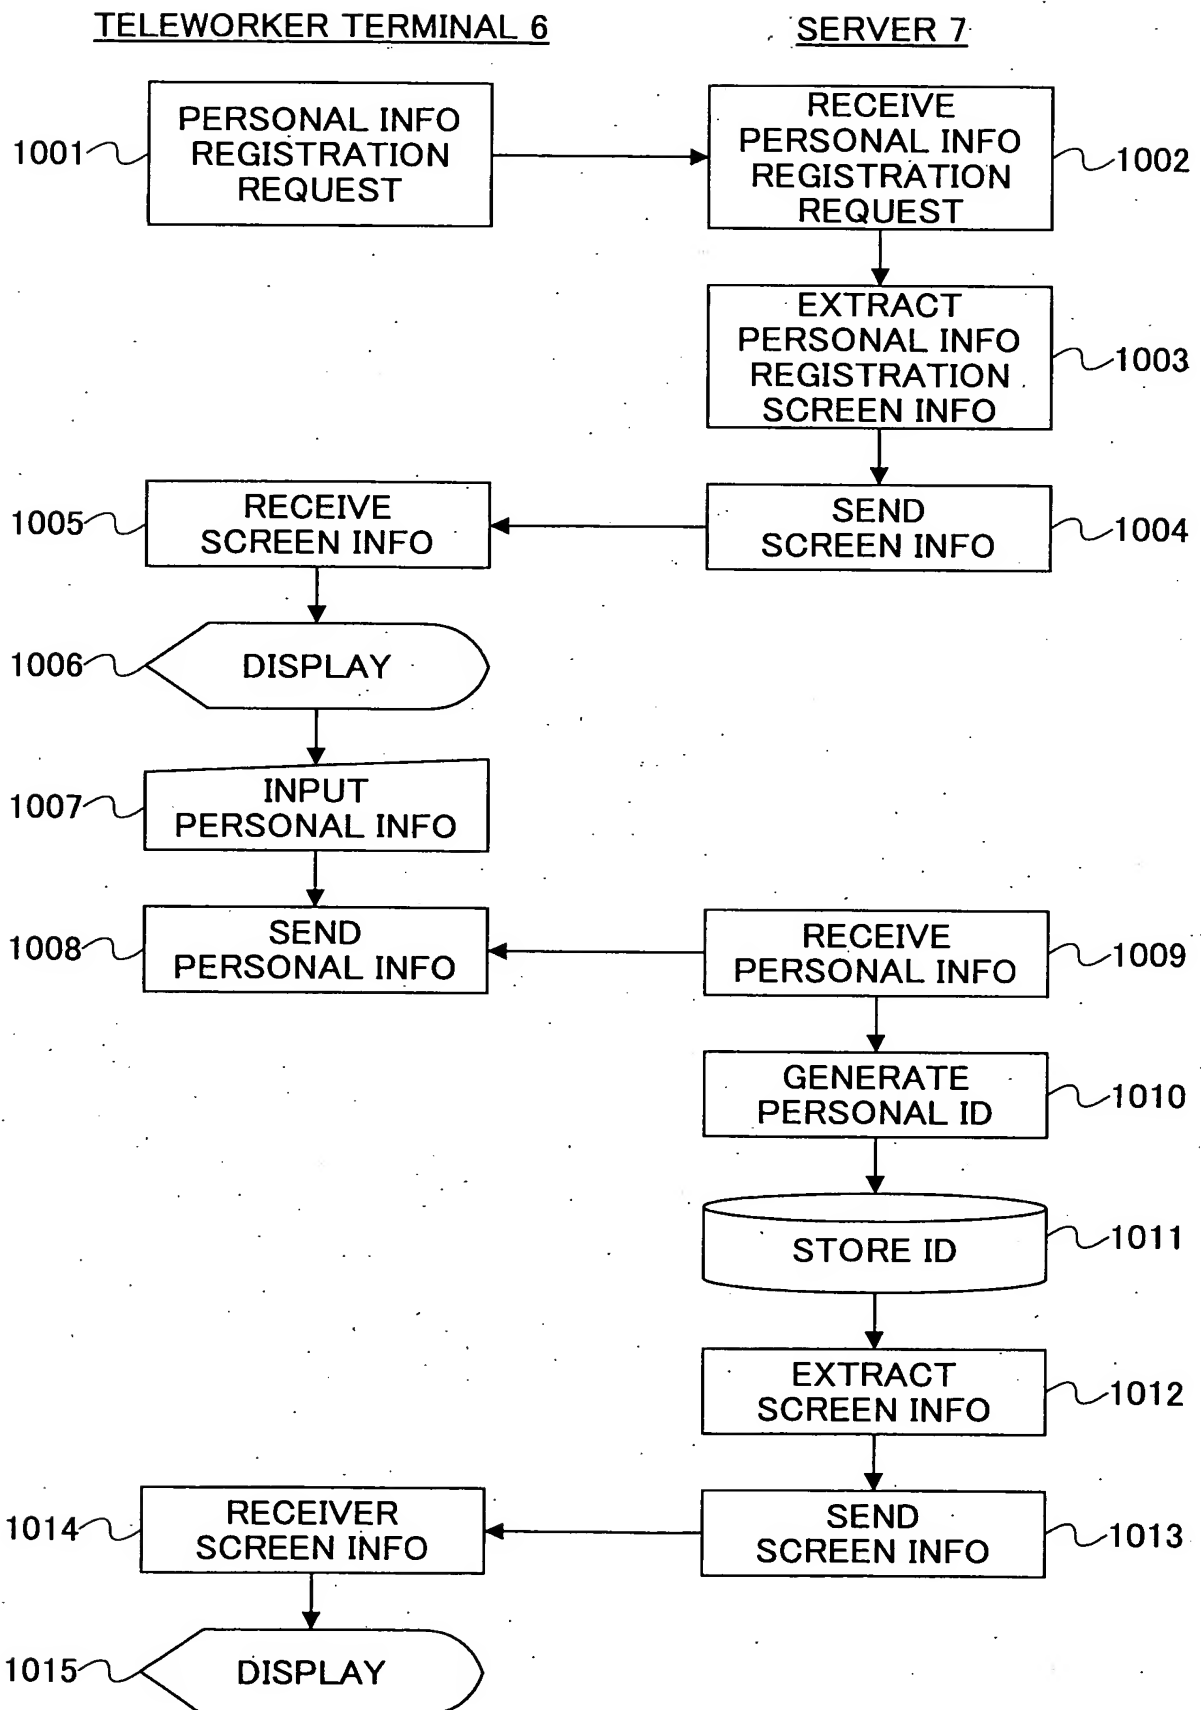 TELEWORKER TERMINAL 6
SERVER 7
1001
PERSONAL INFO
REGISTRATION
REQUEST
RECEIVE
PERSONAL INFO
REGISTRATION
REQUEST
1002
EXTRACT
PERSONAL INFO
REGISTRATION
SCREEN INFO
1003
SEND
SCREEN INFO
1004
1005
RECEIVE
SCREEN INFO
1006
DISPLAY
1007
INPUT
PERSONAL INFO
1008
SEND
PERSONAL INFO
RECEIVE
PERSONAL INFO
1009
GENERATE
PERSONAL ID
1010
STORE ID
1011
EXTRACT
SCREEN INFO
1012
SEND
SCREEN INFO
1013
1014
RECEIVER
SCREEN INFO
1015
DISPLAY